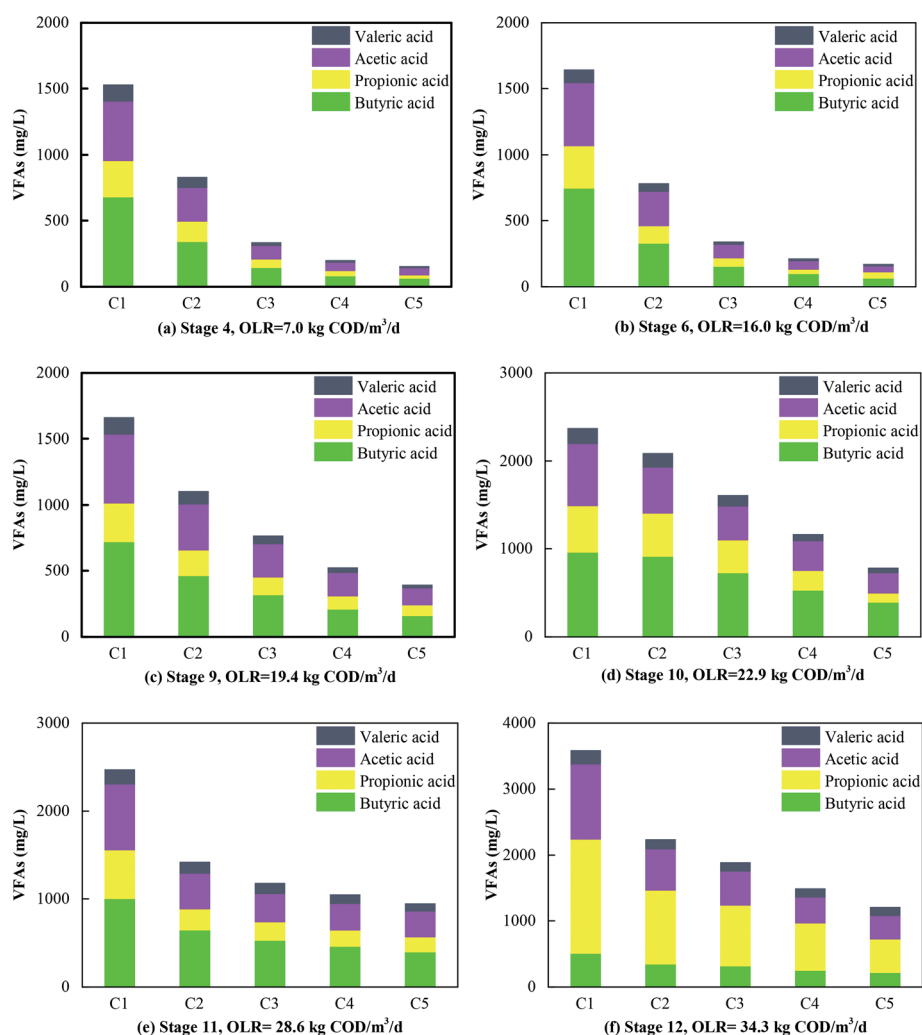 2000
1500
1000
500
0
VFAs (mg/L)
Valeric acid
Acetic acid
Propionic acid
Butyric acid
C1 C2 C3 C4 C5
(a) Stage 4, OLR=7.0 kg COD/m³/d
2000
1500
1000
500
0
VFAs (mg/L)
Valeric acid
Acetic acid
Propionic acid
Butyric acid
C1 C2 C3 C4 C5
(b) Stage 6, OLR=16.0 kg COD/m³/d
2000
1500
1000
500
0
VFAs (mg/L)
Valeric acid
Acetic acid
Propionic acid
Butyric acid
C1 C2 C3 C4 C5
(c) Stage 9, OLR=19.4 kg COD/m³/d
3000
2000
1000
0
VFAs (mg/L)
Valeric acid
Acetic acid
Propionic acid
Butyric acid
C1 C2 C3 C4 C5
(d) Stage 10, OLR=22.9 kg COD/m³/d
3000
2000
1000
0
VFAs (mg/L)
Valeric acid
Acetic acid
Propionic acid
Butyric acid
C1 C2 C3 C4 C5
(e) Stage 11, OLR= 28.6 kg COD/m³/d
4000
3000
2000
1000
0
VFAs (mg/L)
Valeric acid
Acetic acid
Propionic acid
Butyric acid
C1 C2 C3 C4 C5
(f) Stage 12, OLR= 34.3 kg COD/m³/d